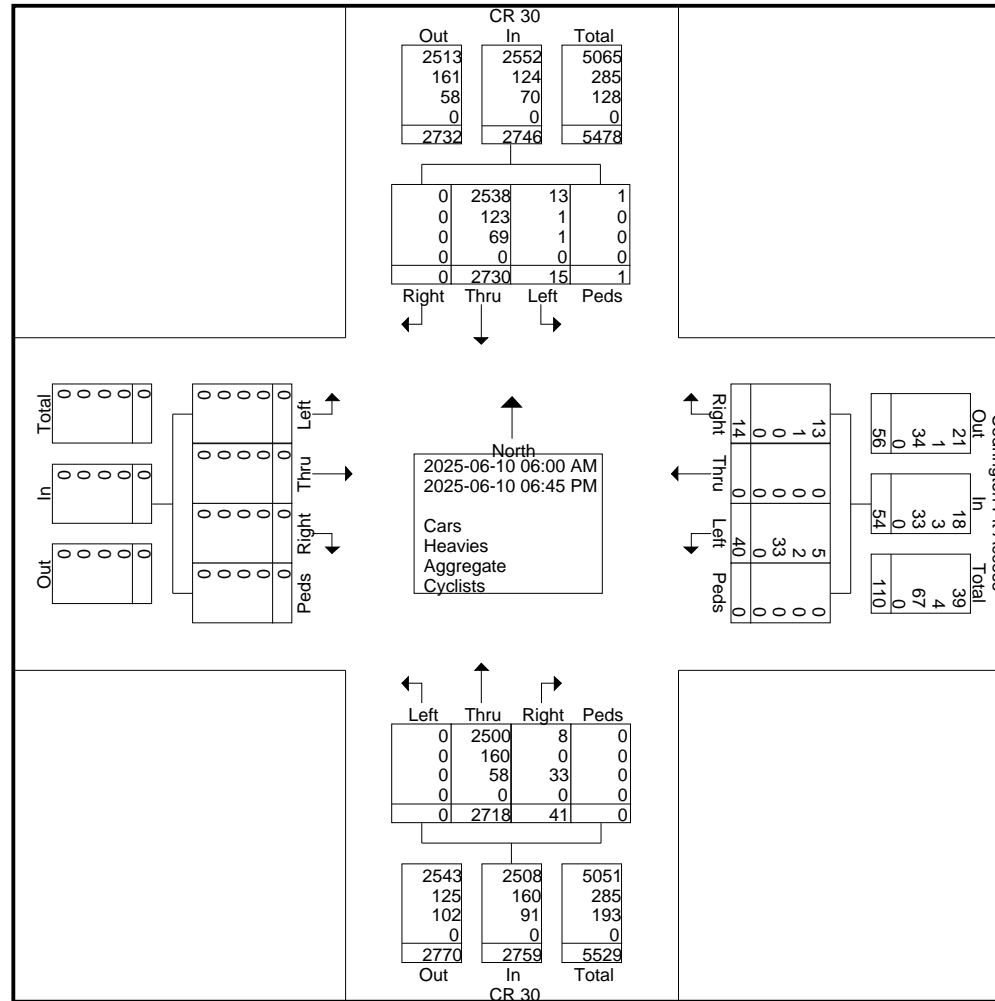 CR 30
Out In Total
2513 2552 5065
161 124 285
58 70 128
0 0 0
2732 2746 5478
0 2538 13 1
0 123 1 0
0 69 1 0
0 0 0 0
0 2730 15 1
Right Thru Left Peds
Total
0 0 0 0 0
In
0 0 0 0 0
Out
0 0 0 0 0
Left
0 0 0 0 0
Thru
0 0 0 0 0
Right
0 0 0 0 0
Peds
0 0 0 0 0
North
2025-06-10 06:00 AM
2025-06-10 06:45 PM
Cars
Heavies
Aggregate
Cyclists
Right
13 1 0 0 14
Thru
0 0 0 0 0
Left
5 2 33 0 40
Peds
0 0 0 0 0
Out
21 1 34 0 56
In
18 3 33 0 54
Total
39 4 67 0 110
Left Thru Right Peds
0 2500 8 0
0 160 0 0
0 58 33 0
0 0 0 0
0 2718 41 0
2543 2508 5051
125 160 285
102 91 193
0 0 0
2770 2759 5529
Out In Total
CR 30